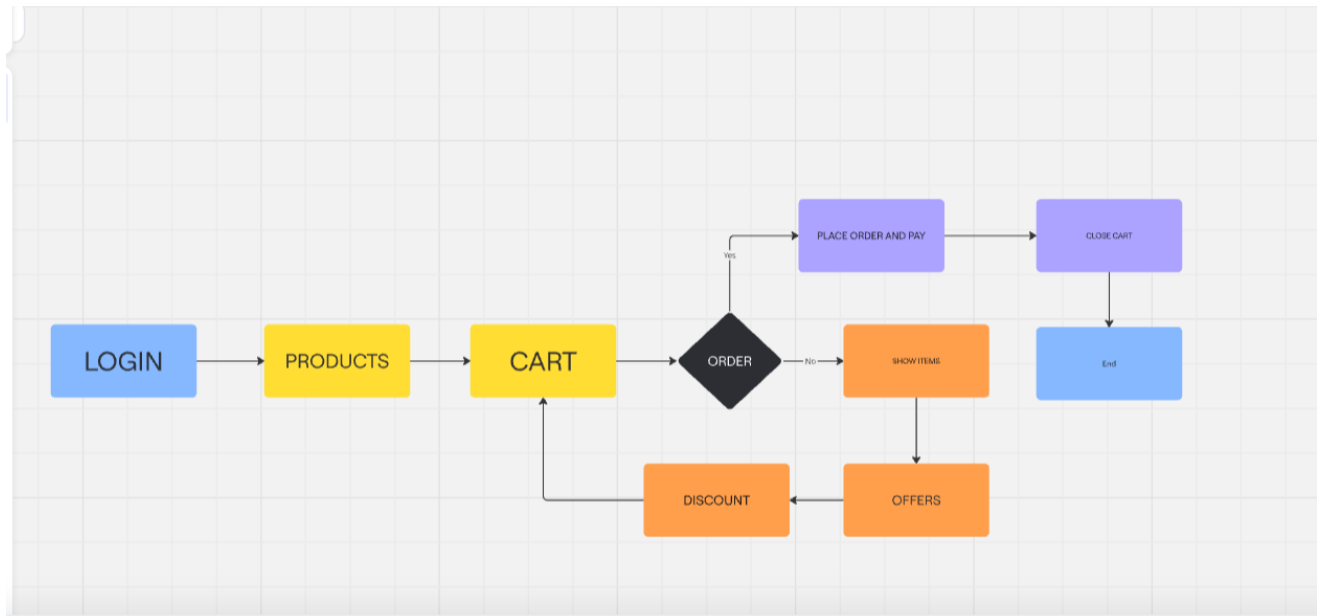 LOGIN
PRODUCTS
CART
ORDER
Yes
PLACE ORDER AND PAY
CLOSE CART
End
No
SHOW ITEMS
OFFERS
DISCOUNT